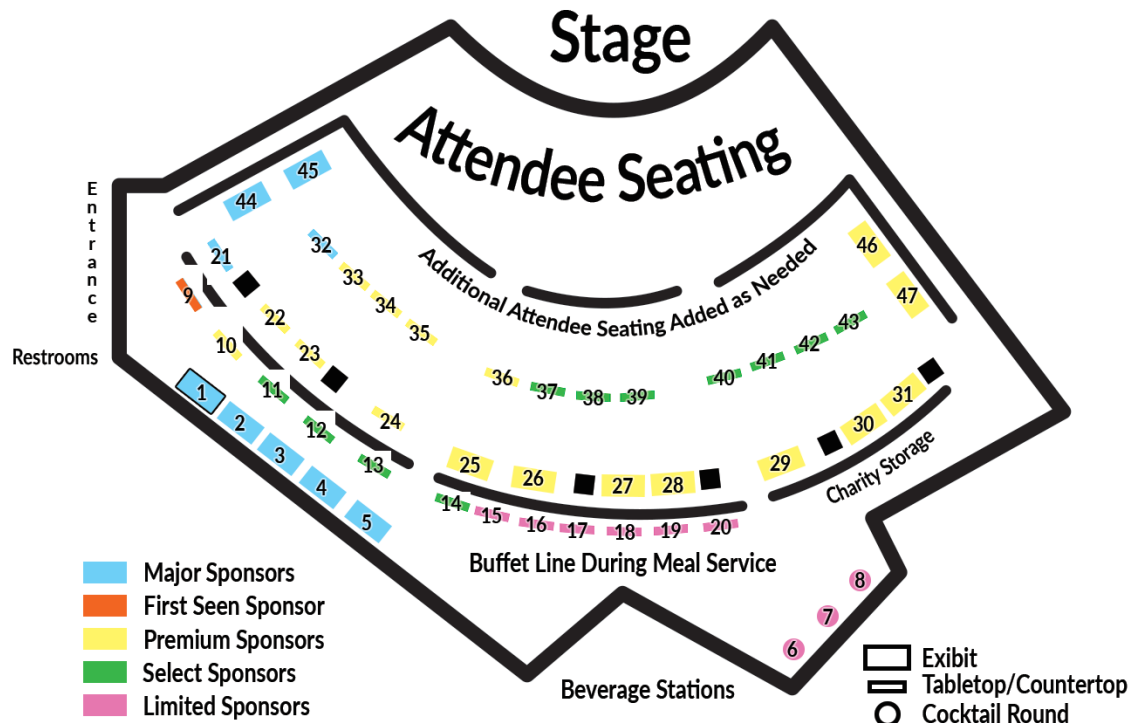 Stage
Attendee Seating
Entrance
45
44
32
21
33
34
35
9
22
10
23
11
24
12
13
1
2
3
4
5
Additional Attendee Seating Added as Needed
46
47
43
42
41
40
36
37
38
39
31
30
29
25
26
27
28
14
15
16
17
18
19
20
Restrooms
Charity Storage
Buffet Line During Meal Service
8
7
6
Beverage Stations
Major Sponsors
First Seen Sponsor
Premium Sponsors
Select Sponsors
Limited Sponsors
Exibit
Tabletop/Countertop
Cocktail Round